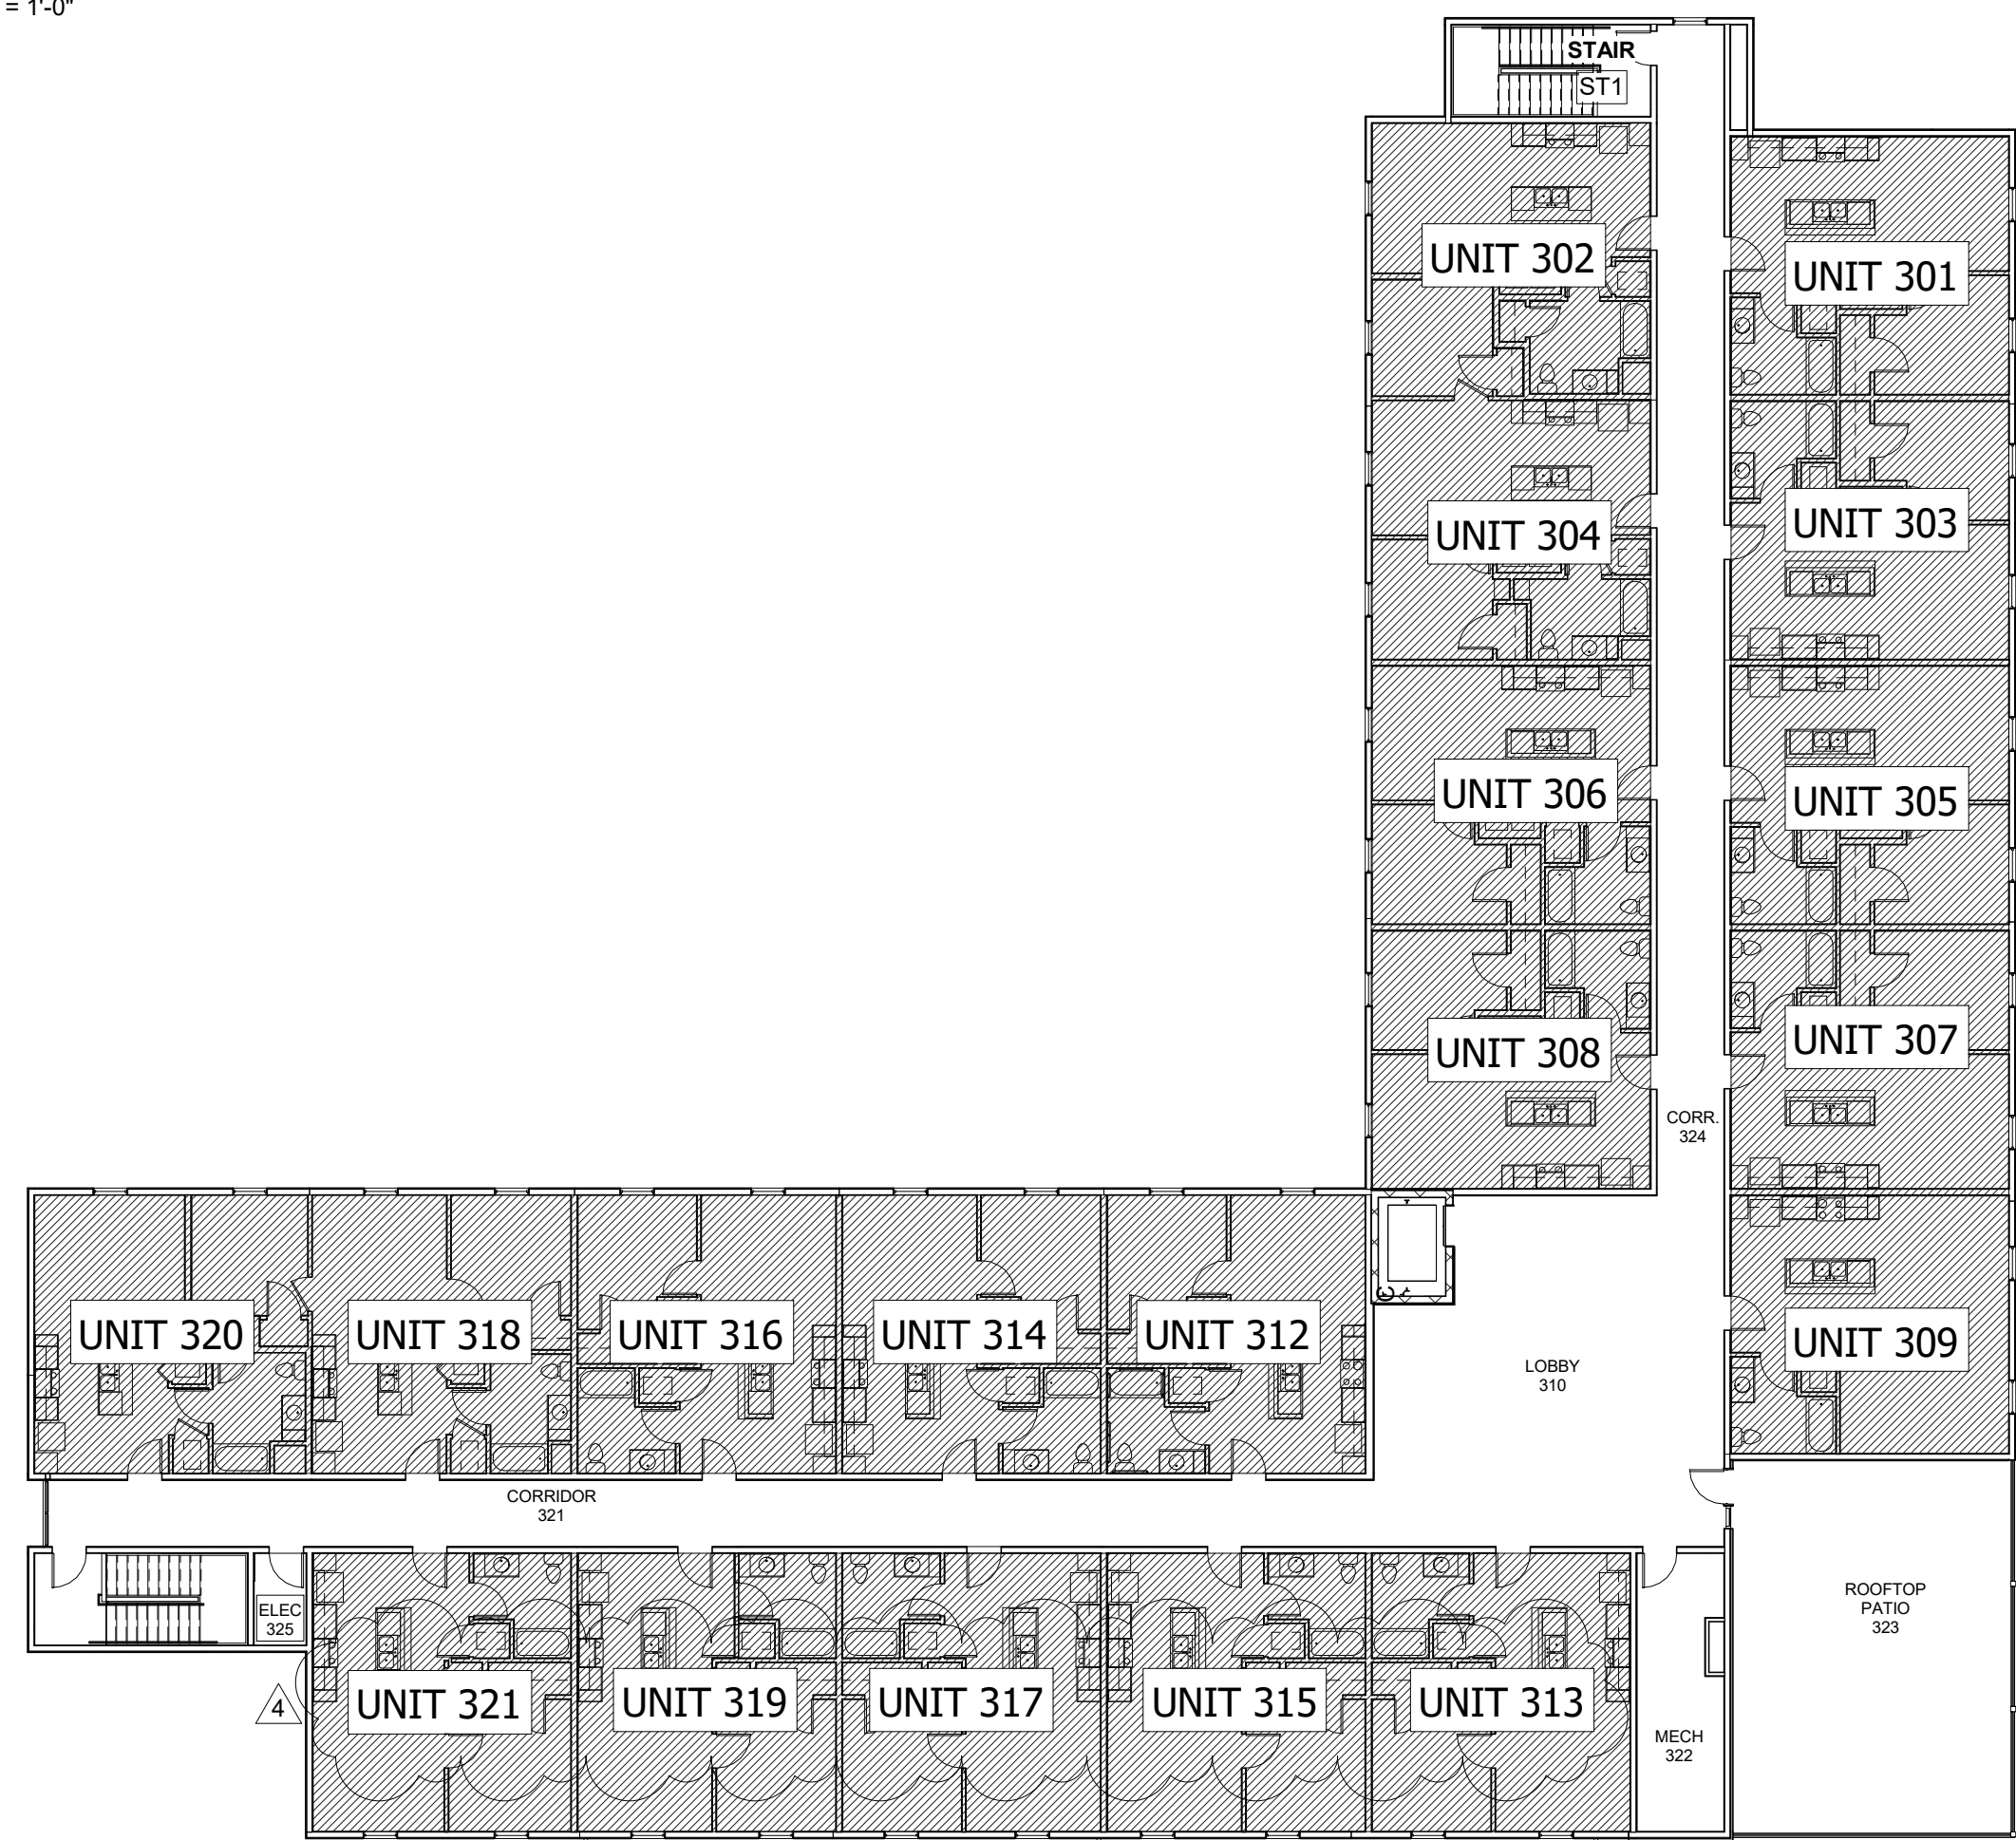 = 1'-0"
STAIR
ST1
UNIT 302
UNIT 301
UNIT 304
UNIT 303
UNIT 306
UNIT 305
UNIT 308
UNIT 307
CORR.
324
UNIT 320
UNIT 318
UNIT 316
UNIT 314
UNIT 312
LOBBY
310
UNIT 309
CORRIDOR
321
ELEC
325
UNIT 321
UNIT 319
UNIT 317
UNIT 315
UNIT 313
4
MECH
322
ROOFTOP
PATIO
323